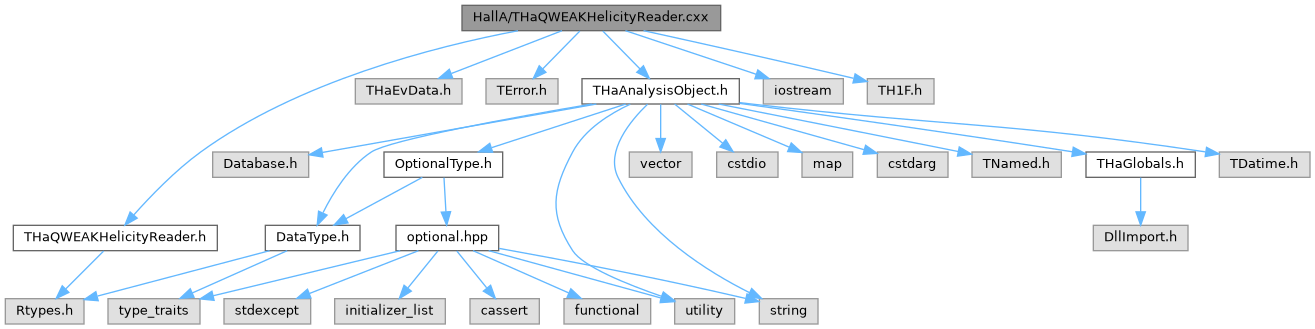 HallA/THaQWEAKHelicityReader.cxx
THaEvData.h
TError.h
THaAnalysisObject.h
iostream
TH1F.h
Database.h
OptionalType.h
vector
cstdio
map
cstdarg
TNamed.h
THaGlobals.h
TDatime.h
THaQWEAKHelicityReader.h
DataType.h
optional.hpp
DllImport.h
Rtypes.h
type_traits
stdexcept
initializer_list
cassert
functional
utility
string